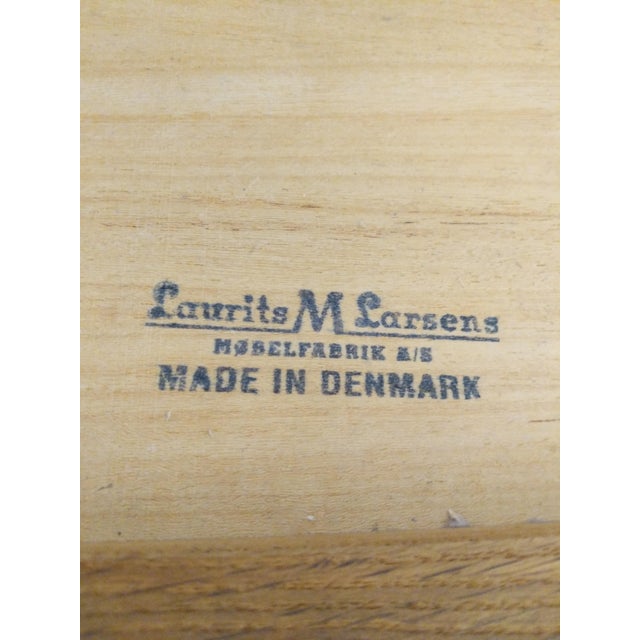 Laurits M Larsens
MØBELFABRIK A/S
MADE IN DENMARK